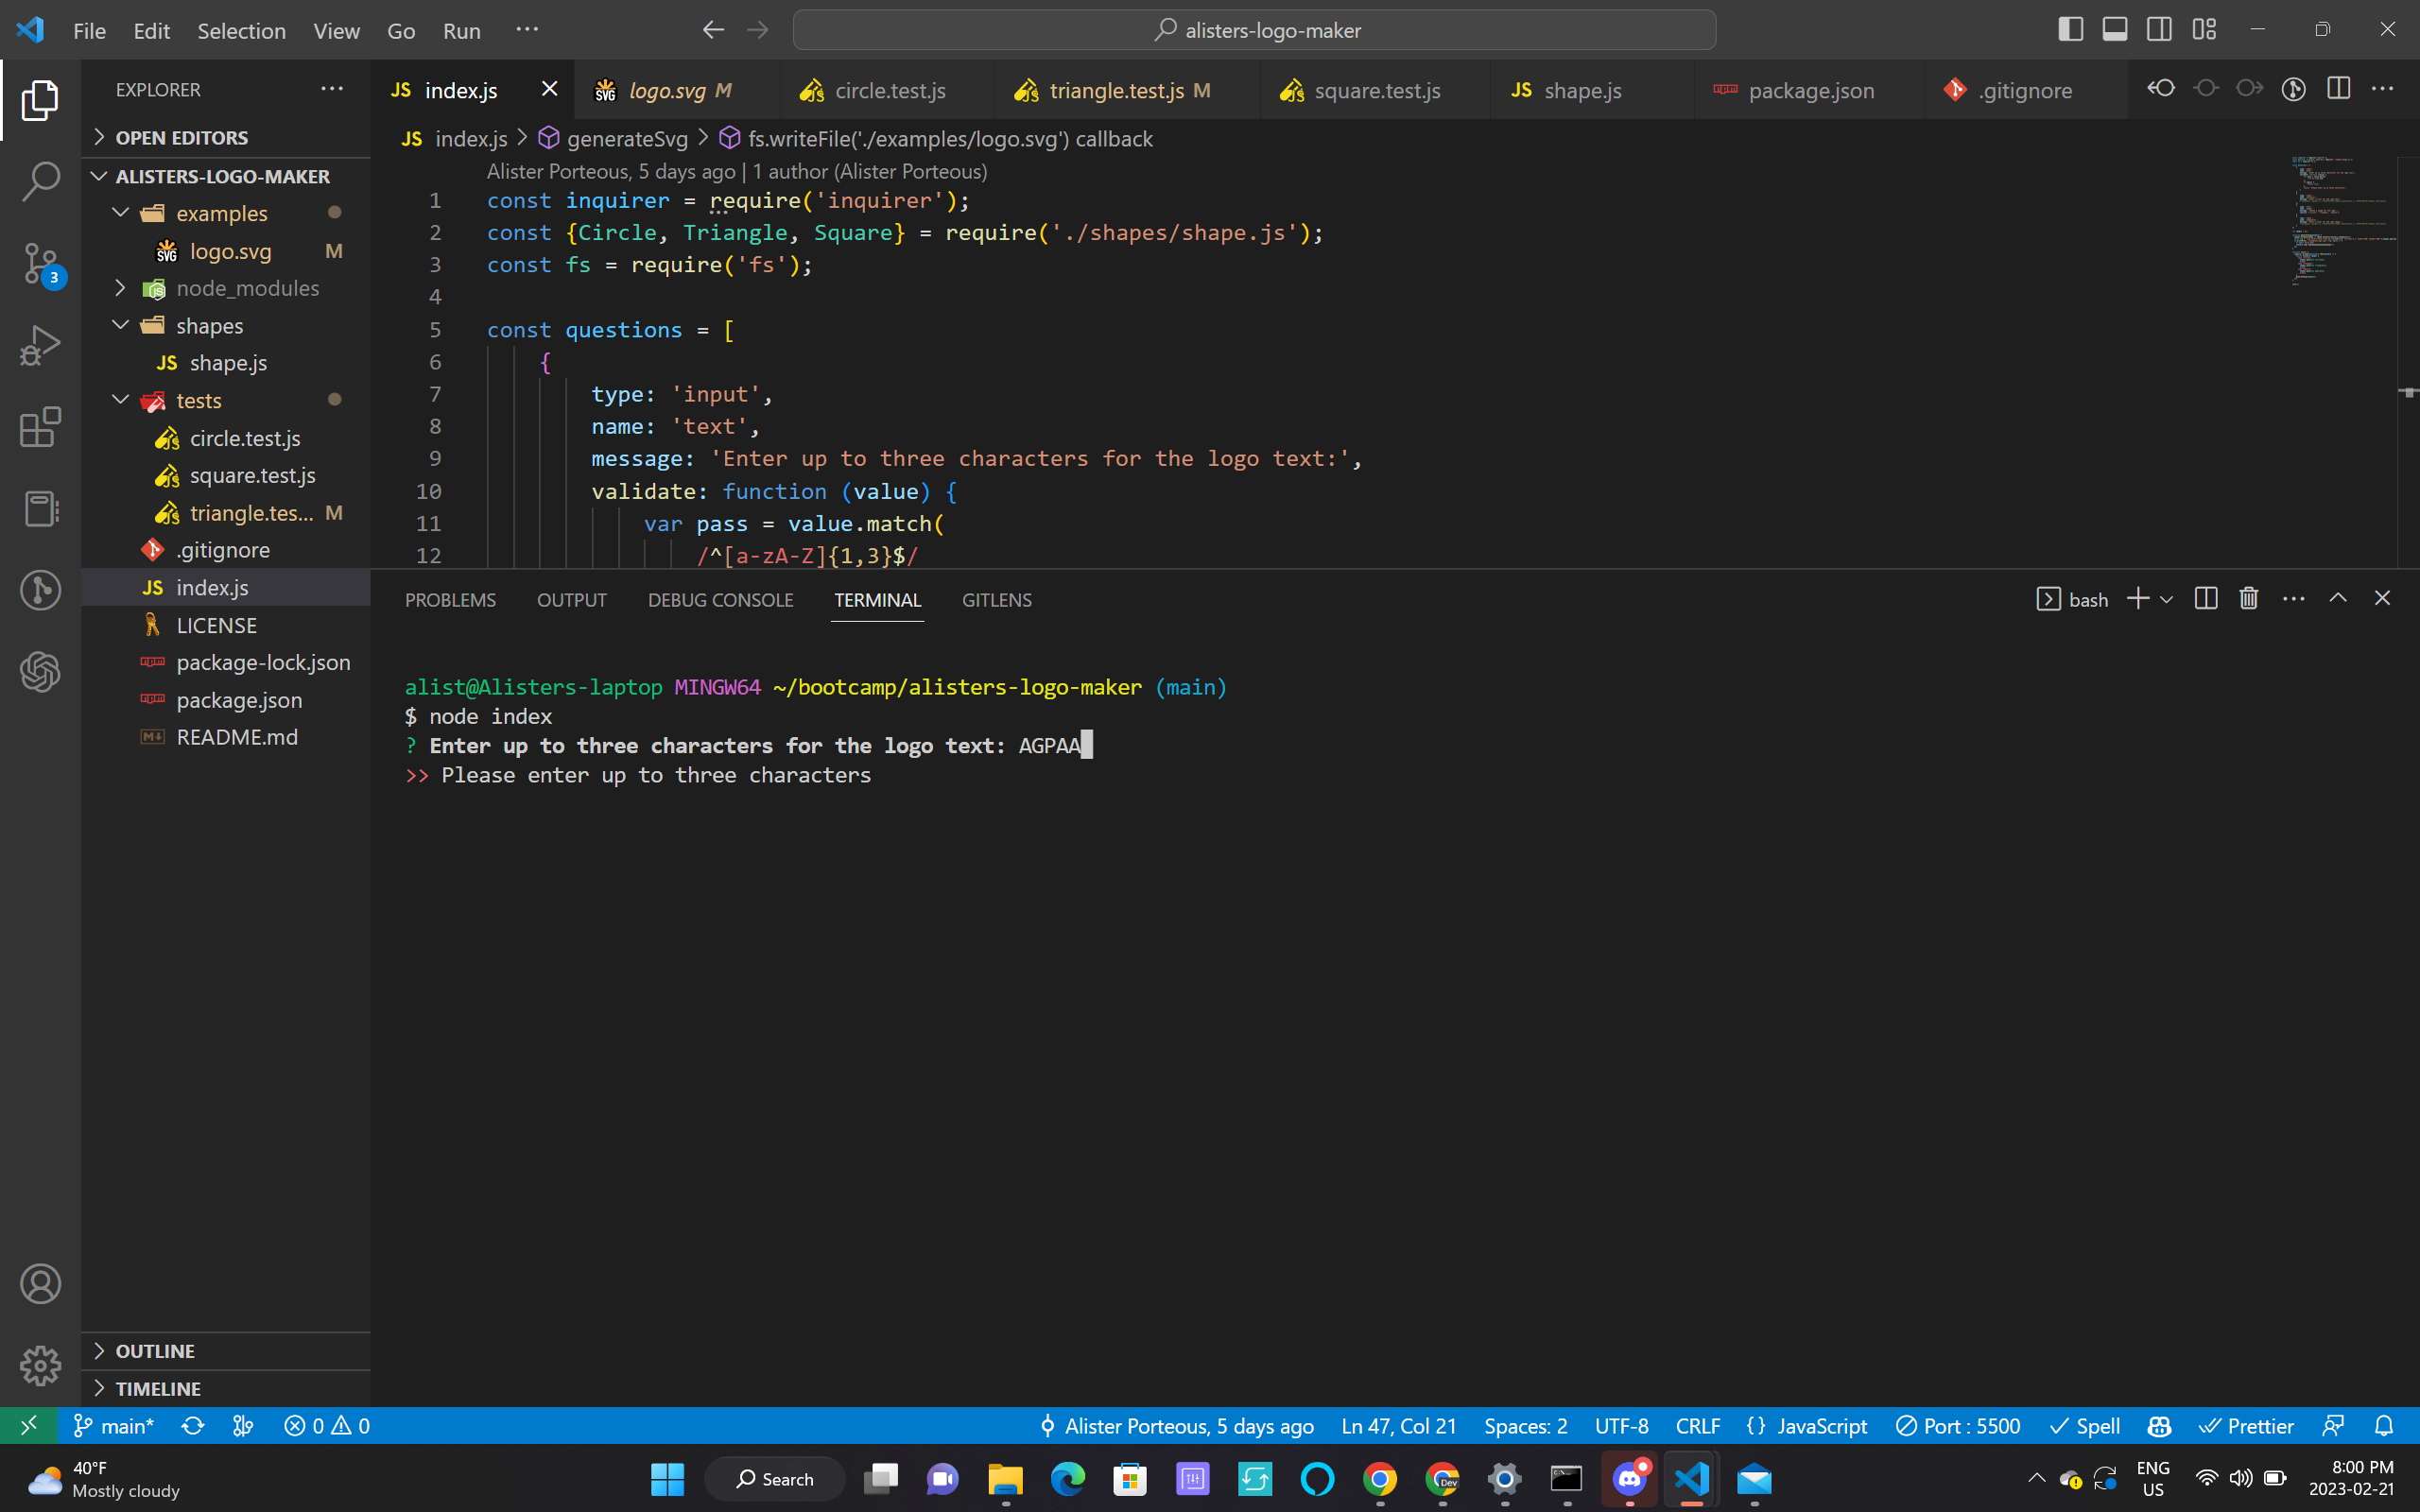 File Edit Selection View Go Run ···
alisters-logo-maker
EXPLORER
OPEN EDITORS
ALISTERS-LOGO-MAKER
examples
SVG logo.svg M
node_modules
shapes
JS shape.js
tests
circle.test.js
square.test.js
triangle.tes... M
.gitignore
JS index.js
LICENSE
package-lock.json
package.json
README.md
OUTLINE
TIMELINE
3
JS index.js
SVG logo.svg M
circle.test.js
triangle.test.js M
square.test.js
JS shape.js
package.json
.gitignore
JS index.js > generateSvg > fs.writeFile('./examples/logo.svg') callback
Alister Porteous, 5 days ago | 1 author (Alister Porteous)
1 const inquirer = require('inquirer');
2 const {Circle, Triangle, Square} = require('./shapes/shape.js');
3 const fs = require('fs');
4
5 const questions = [
6 {
7 type: 'input',
8 name: 'text',
9 message: 'Enter up to three characters for the logo text:',
10 validate: function (value) {
11 var pass = value.match(
12 /^[a-zA-Z]{1,3}$/
PROBLEMS OUTPUT DEBUG CONSOLE TERMINAL GITLENS
bash
alist@Alisters-laptop MINGW64 ~/bootcamp/alisters-logo-maker (main)
$ node index
? Enter up to three characters for the logo text: AGPAA
>> Please enter up to three characters
main* 0 0
Alister Porteous, 5 days ago Ln 47, Col 21 Spaces: 2 UTF-8 CRLF {} JavaScript Port : 5500 Spell Prettier
40°F
Mostly cloudy
Search
Dev
ENG
US
8:00 PM
2023-02-21